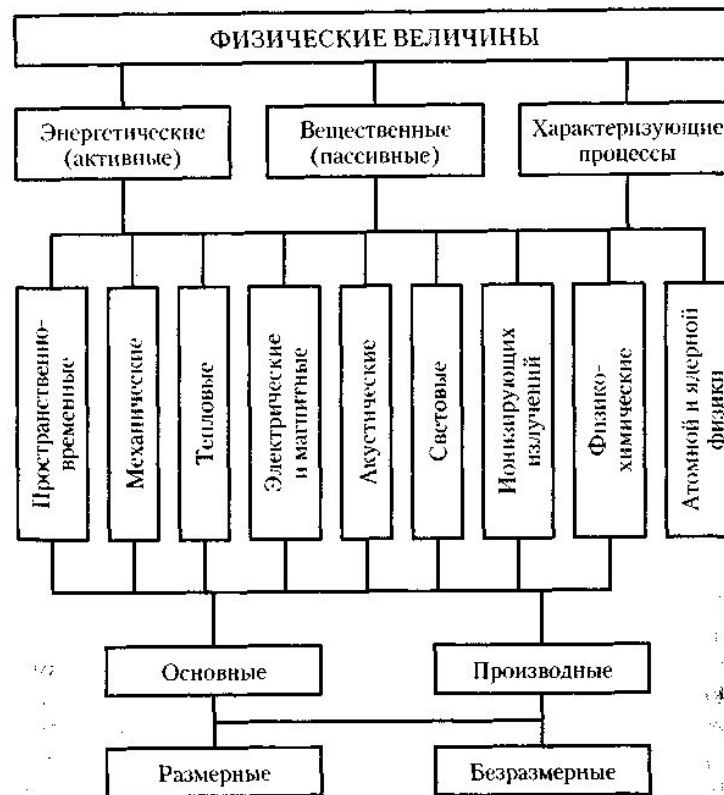 ФИЗИЧЕСКИЕ ВЕЛИЧИНЫ
Энергетические
(активные)
Вещественные
(пассивные)
Характеризующие
процессы
Пространственно-
временные
Механические
Тепловые
Электрические
и магнитные
Акустические
Световые
Ионизирующих
излучений
Физико-
химические
Атомной и ядерной
физики
Основные
Производные
Размерные
Безразмерные